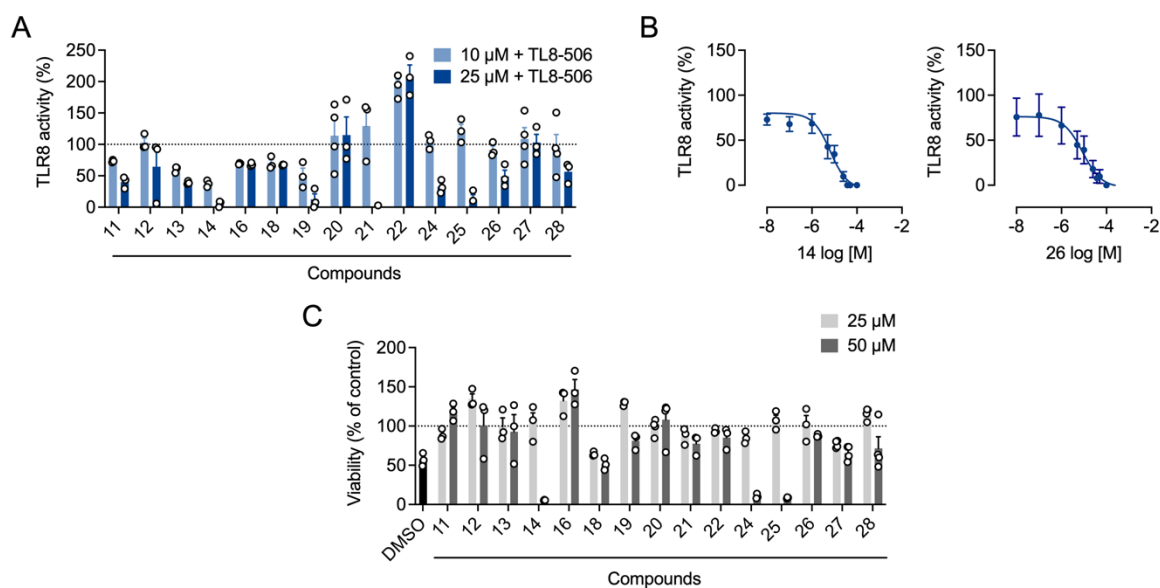 A
TLR8 activity (%)
250
200
150
100
50
0
10 µM + TL8-506
25 µM + TL8-506
11 12 13 14 16 18 19 20 21 22 24 25 26 27 28
Compounds
B
TLR8 activity (%)
150
100
50
0
-8 -6 -4 -2
14 log [M]
TLR8 activity (%)
150
100
50
0
-8 -6 -4 -2
26 log [M]
C
Viability (% of control)
200
150
100
50
0
25 µM
50 µM
DMSO 11 12 13 14 16 18 19 20 21 22 24 25 26 27 28
Compounds